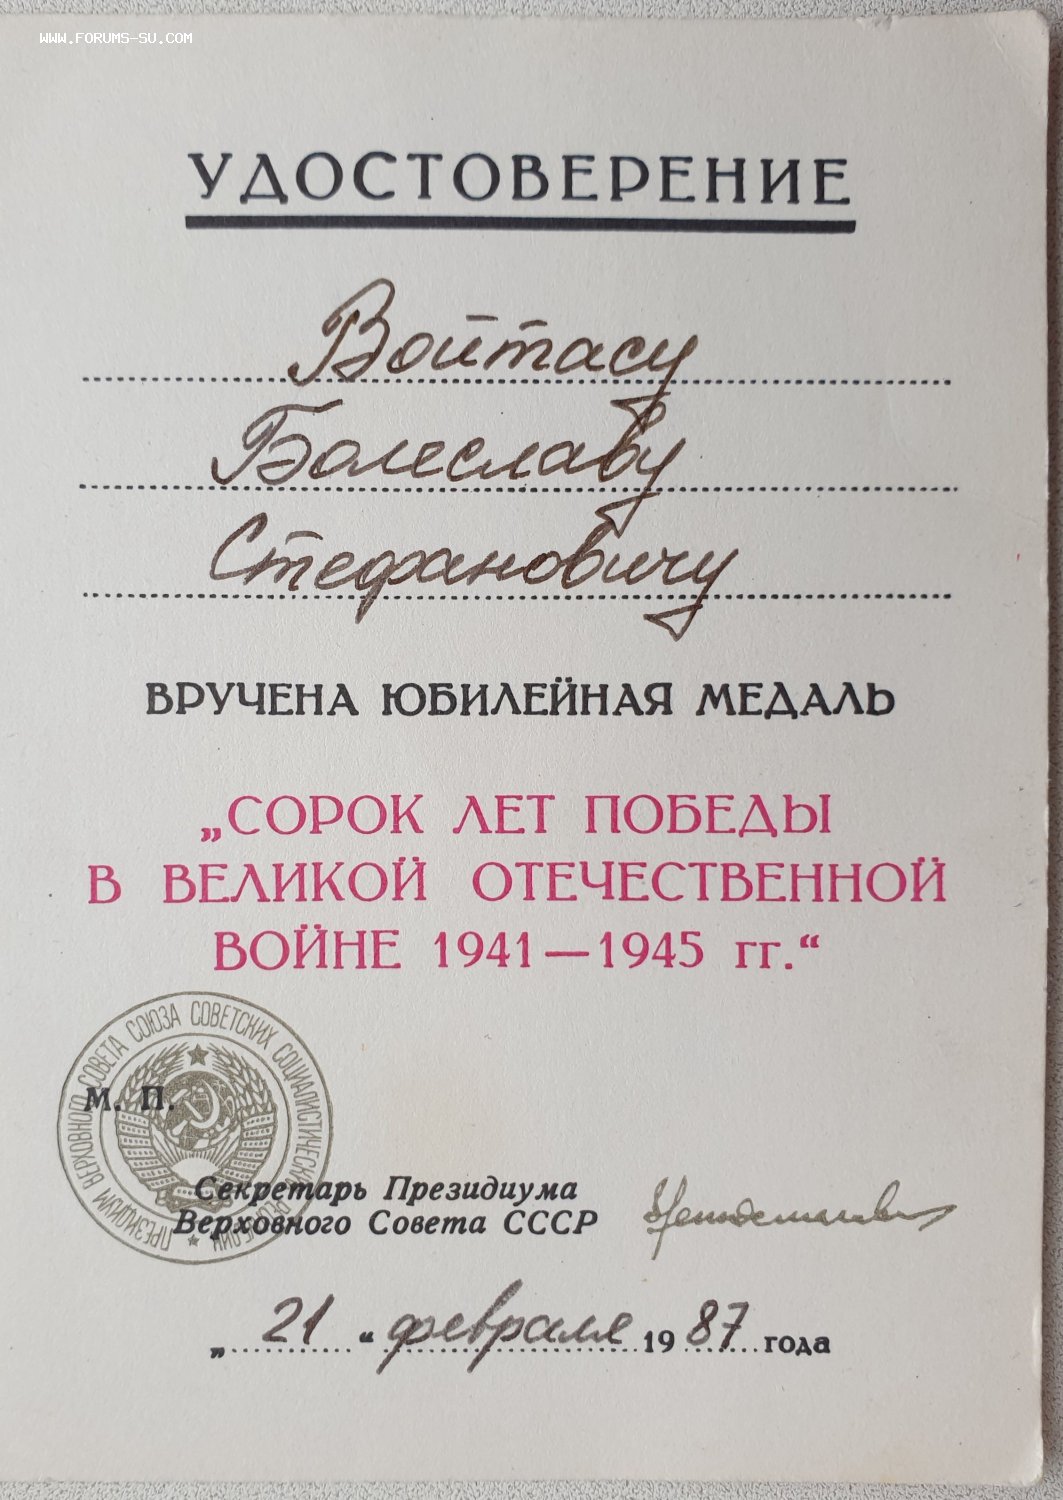 WWW.FORUMS-SU.COM
УДОСТОВЕРЕНИЕ
Войтасу
Болеславу
Стефановичу
ВРУЧЕНА ЮБИЛЕЙНАЯ МЕДАЛЬ
„СОРОК ЛЕТ ПОБЕДЫ
В ВЕЛИКОЙ ОТЕЧЕСТВЕННОЙ
ВОЙНЕ 1941—1945 гг.“
ПРЕЗИДИУМ ВЕРХОВНОГО СОВЕТА СОЮЗА СОВЕТСКИХ СОЦИАЛИСТИЧЕСКИХ РЕСПУБЛИК
М. П.
Секретарь Президиума
Верховного Совета СССР
„21“ февраля 1987 года